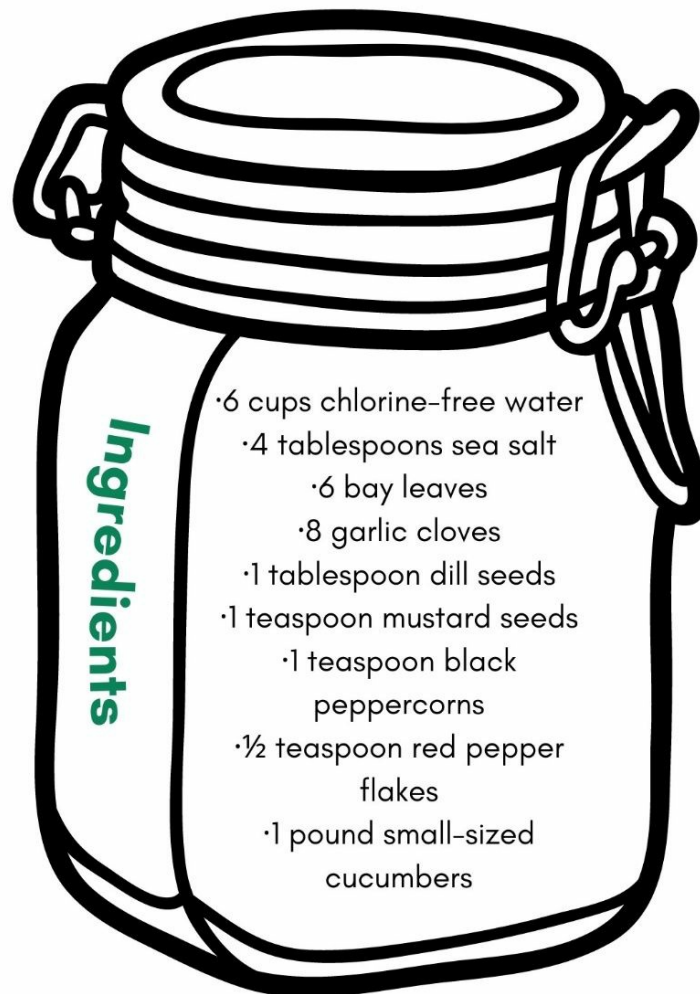 Ingredients
·6 cups chlorine-free water
·4 tablespoons sea salt
·6 bay leaves
·8 garlic cloves
·1 tablespoon dill seeds
·1 teaspoon mustard seeds
·1 teaspoon black
peppercorns
·½ teaspoon red pepper
flakes
·1 pound small-sized
cucumbers